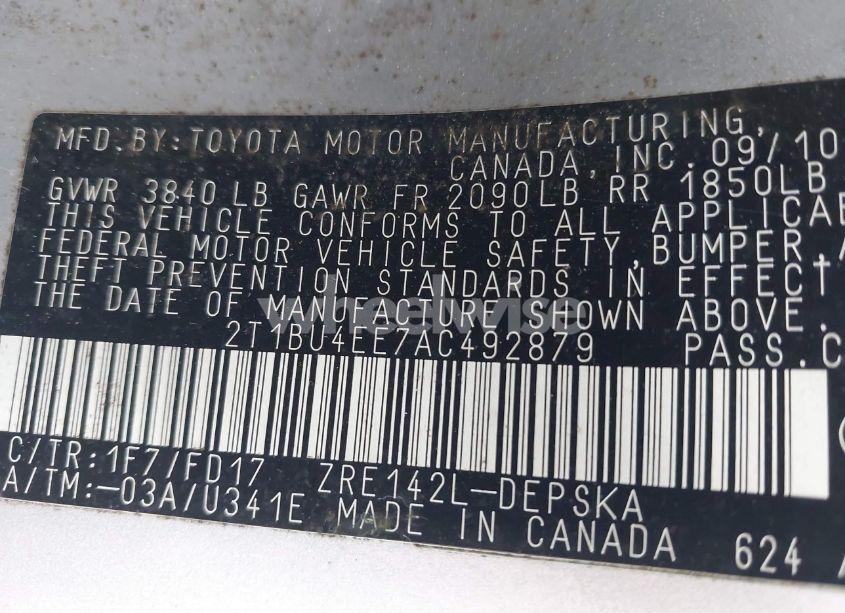 MFD.BY:TOYOTA MOTOR MANUFACTURING,
CANADA,INC.09/10
GVWR 3840LB GAWR FR 2090LB RR 1850LB
THIS VEHICLE CONFORMS TO ALL APPLICAB
FEDERAL MOTOR VEHICLE SAFETY,BUMPER,A
THEFT PREVENTION STANDARDS IN EFFECT
THE DATE OF MANUFACTURE SHOWN ABOVE.
wheelwise
2T1BU4EE7AC492879 PASS.C
C/TR:1F7/FD17 ZRE142L-DEPSKA
A/TM:-03A/U341E MADE IN CANADA 624 A